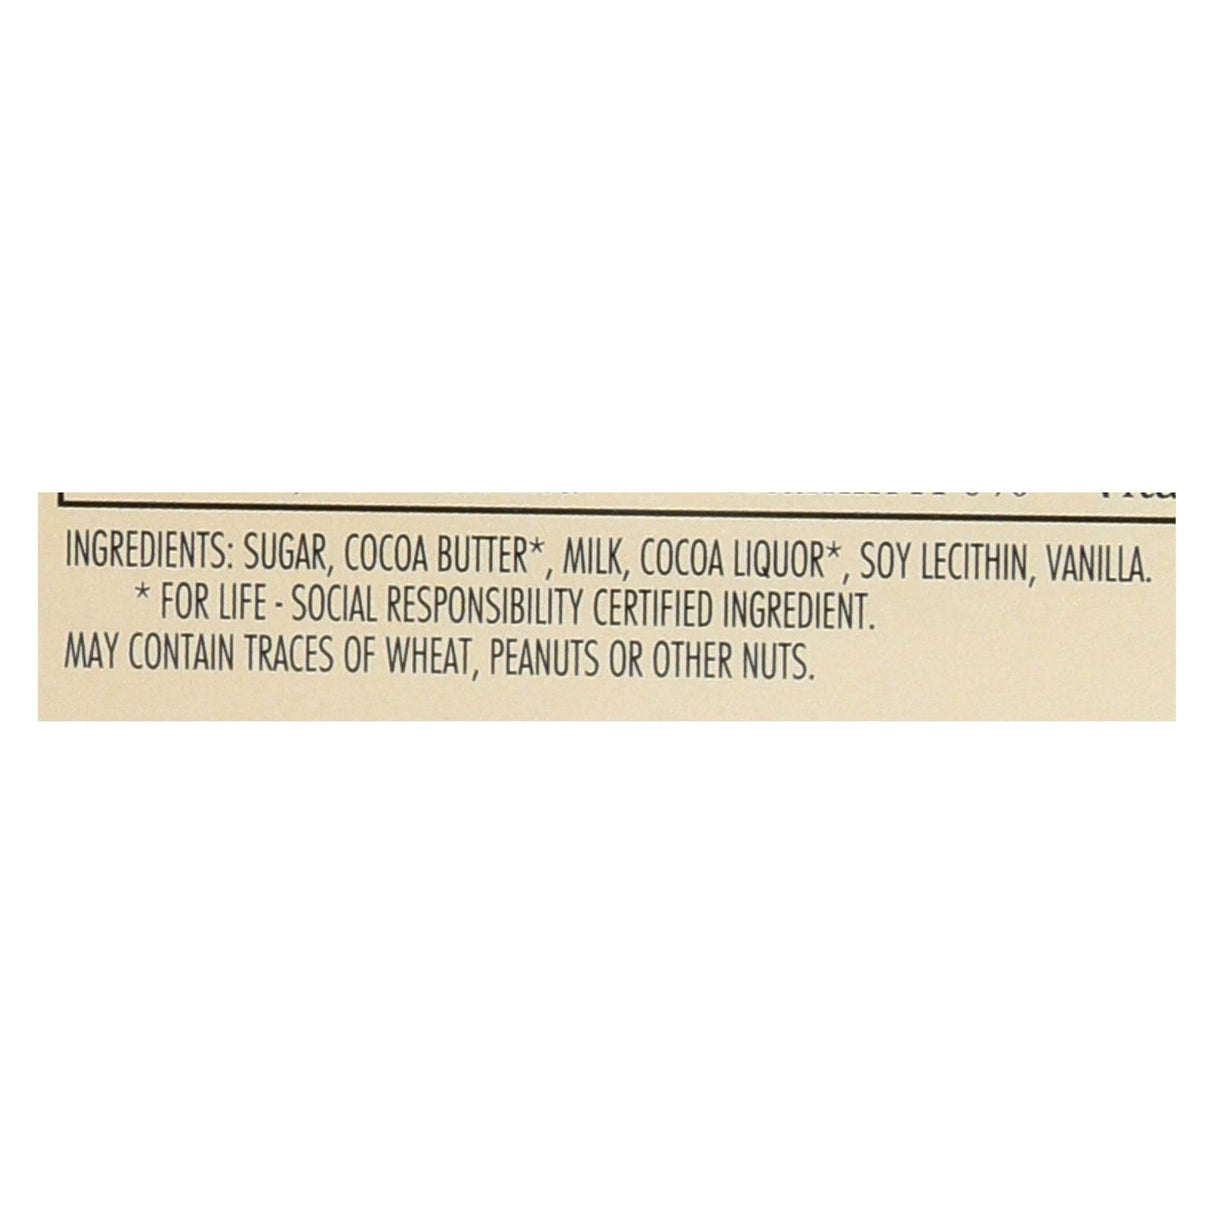 INGREDIENTS: SUGAR, COCOA BUTTER*, MILK, COCOA LIQUOR*, SOY LECITHIN, VANILLA.
* FOR LIFE - SOCIAL RESPONSIBILITY CERTIFIED INGREDIENT.
MAY CONTAIN TRACES OF WHEAT, PEANUTS OR OTHER NUTS.